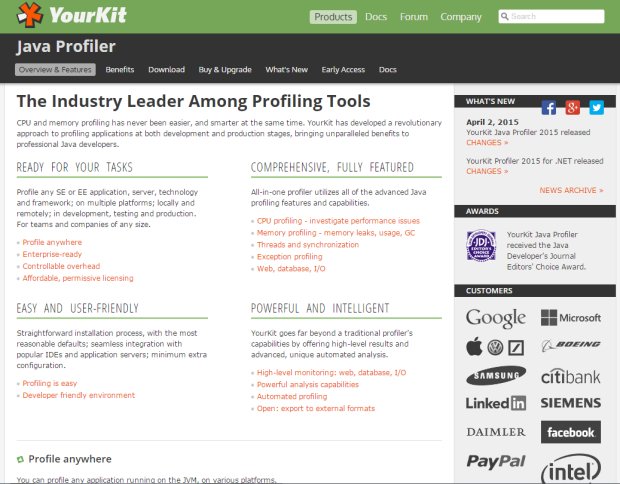 YourKit
Products Docs Forum Company Search
Java Profiler
Overview & Features Benefits Download Buy & Upgrade What's New Early Access Docs
The Industry Leader Among Profiling Tools
CPU and memory profiling has never been easier, and smarter at the same time. YourKit has developed a revolutionary
approach to profiling applications at both development and production stages, bringing unparalleled benefits to
professional Java developers.
READY FOR YOUR TASKS
Profile any SE or EE application, server, technology
and framework; on multiple platforms; locally and
remotely; in development, testing and production.
For teams and companies of any size.
Profile anywhere
Enterprise-ready
Controllable overhead
Affordable, permissive licensing
COMPREHENSIVE, FULLY FEATURED
All-in-one profiler utilizes all of the advanced Java
profiling features and capabilities.
CPU profiling - investigate performance issues
Memory profiling - memory leaks, usage, GC
Threads and synchronization
Exception profiling
Web, database, I/O
EASY AND USER-FRIENDLY
Straightforward installation process, with the most
reasonable defaults; seamless integration with
popular IDEs and application servers; minimum extra
configuration.
Profiling is easy
Developer friendly environment
POWERFUL AND INTELLIGENT
YourKit goes far beyond a traditional profiler's
capabilities by offering high-level results and
advanced, unique automated analysis.
High-level monitoring: web, database, I/O
Powerful analysis capabilities
Automated profiling
Open: export to external formats
Profile anywhere
You can profile any application running on the JVM, on various platforms.
WHAT'S NEW
April 2, 2015
YourKit Java Profiler 2015 released
CHANGES »
YourKit Profiler 2015 for .NET released
CHANGES »
NEWS ARCHIVE »
AWARDS
JDJ
YourKit Java Profiler
received the Java
Developer's Journal
Editors' Choice Award.
CUSTOMERS
Google Microsoft
BOEING
SAMSUNG citibank
LinkedIn SIEMENS
DAIMLER facebook
PayPal intel